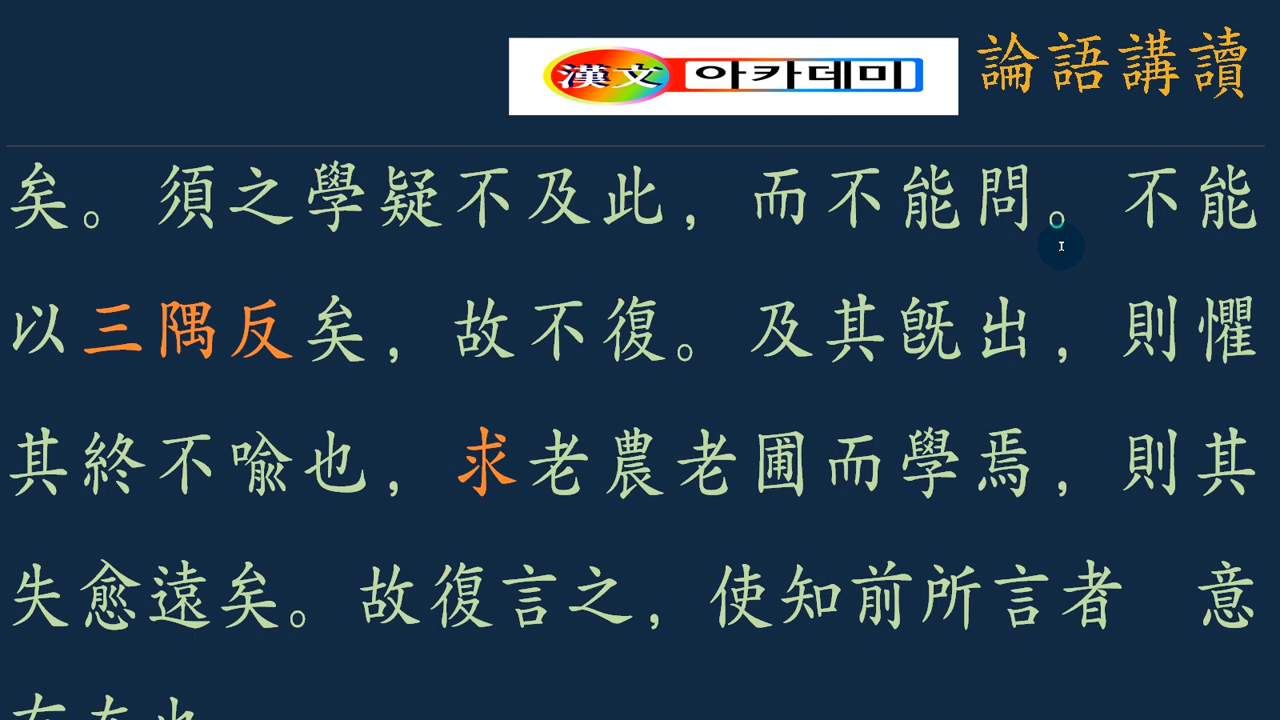 論語講讀
漢文 아카데미
矣。須之學疑不及此，而不能問。不能
以三隅反矣，故不復。及其旣出，則懼
其終不喩也，求老農老圃而學焉，則其
失愈遠矣。故復言之，使知前所言者 意